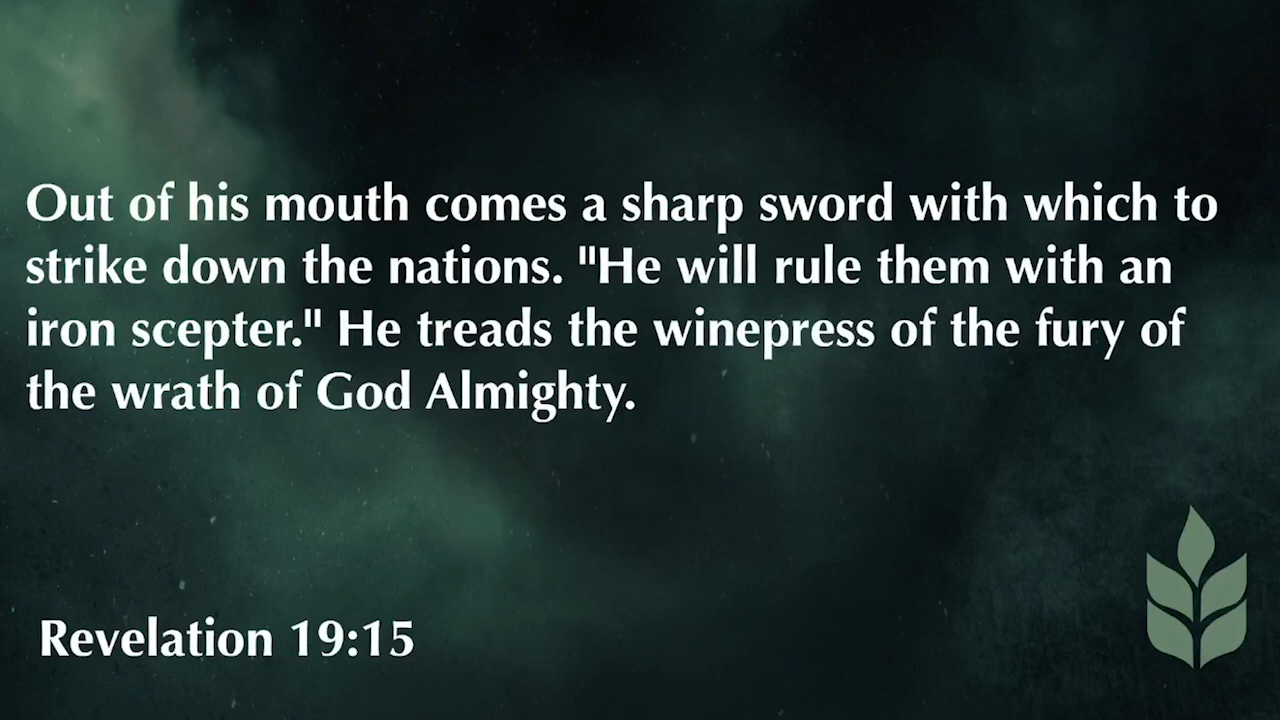 Out of his mouth comes a sharp sword with which to
strike down the nations. "He will rule them with an
iron scepter." He treads the winepress of the fury of
the wrath of God Almighty.
Revelation 19:15